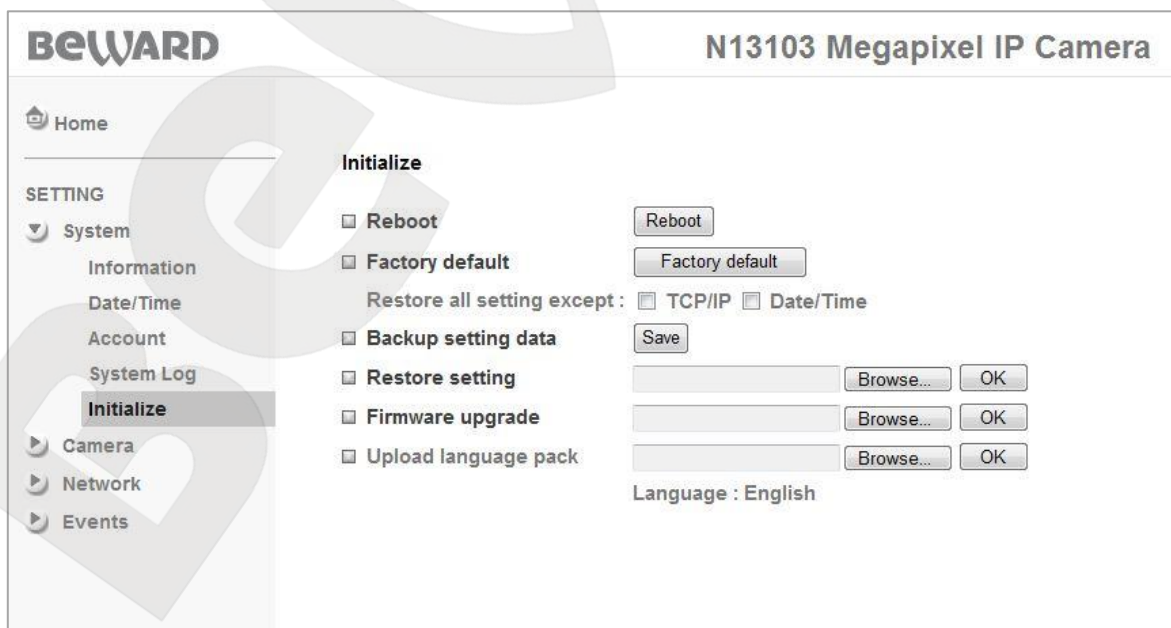 BEWARD
N13103 Megapixel IP Camera
Home
SETTING
System
Information
Date/Time
Account
System Log
Initialize
Camera
Network
Events
Initialize
Reboot Reboot
Factory default Factory default
Restore all setting except : TCP/IP Date/Time
Backup setting data Save
Restore setting Browse... OK
Firmware upgrade Browse... OK
Upload language pack Browse... OK
Language : English